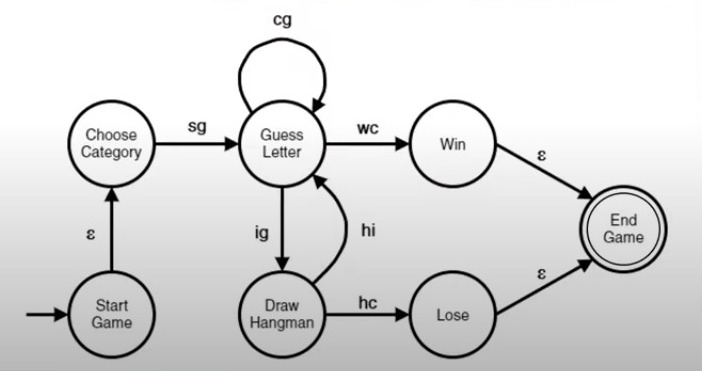 cg
Choose
Category
sg
Guess
Letter
wc
Win
ε
ε
ig
hi
End
Game
Start
Game
Draw
Hangman
hc
Lose
ε